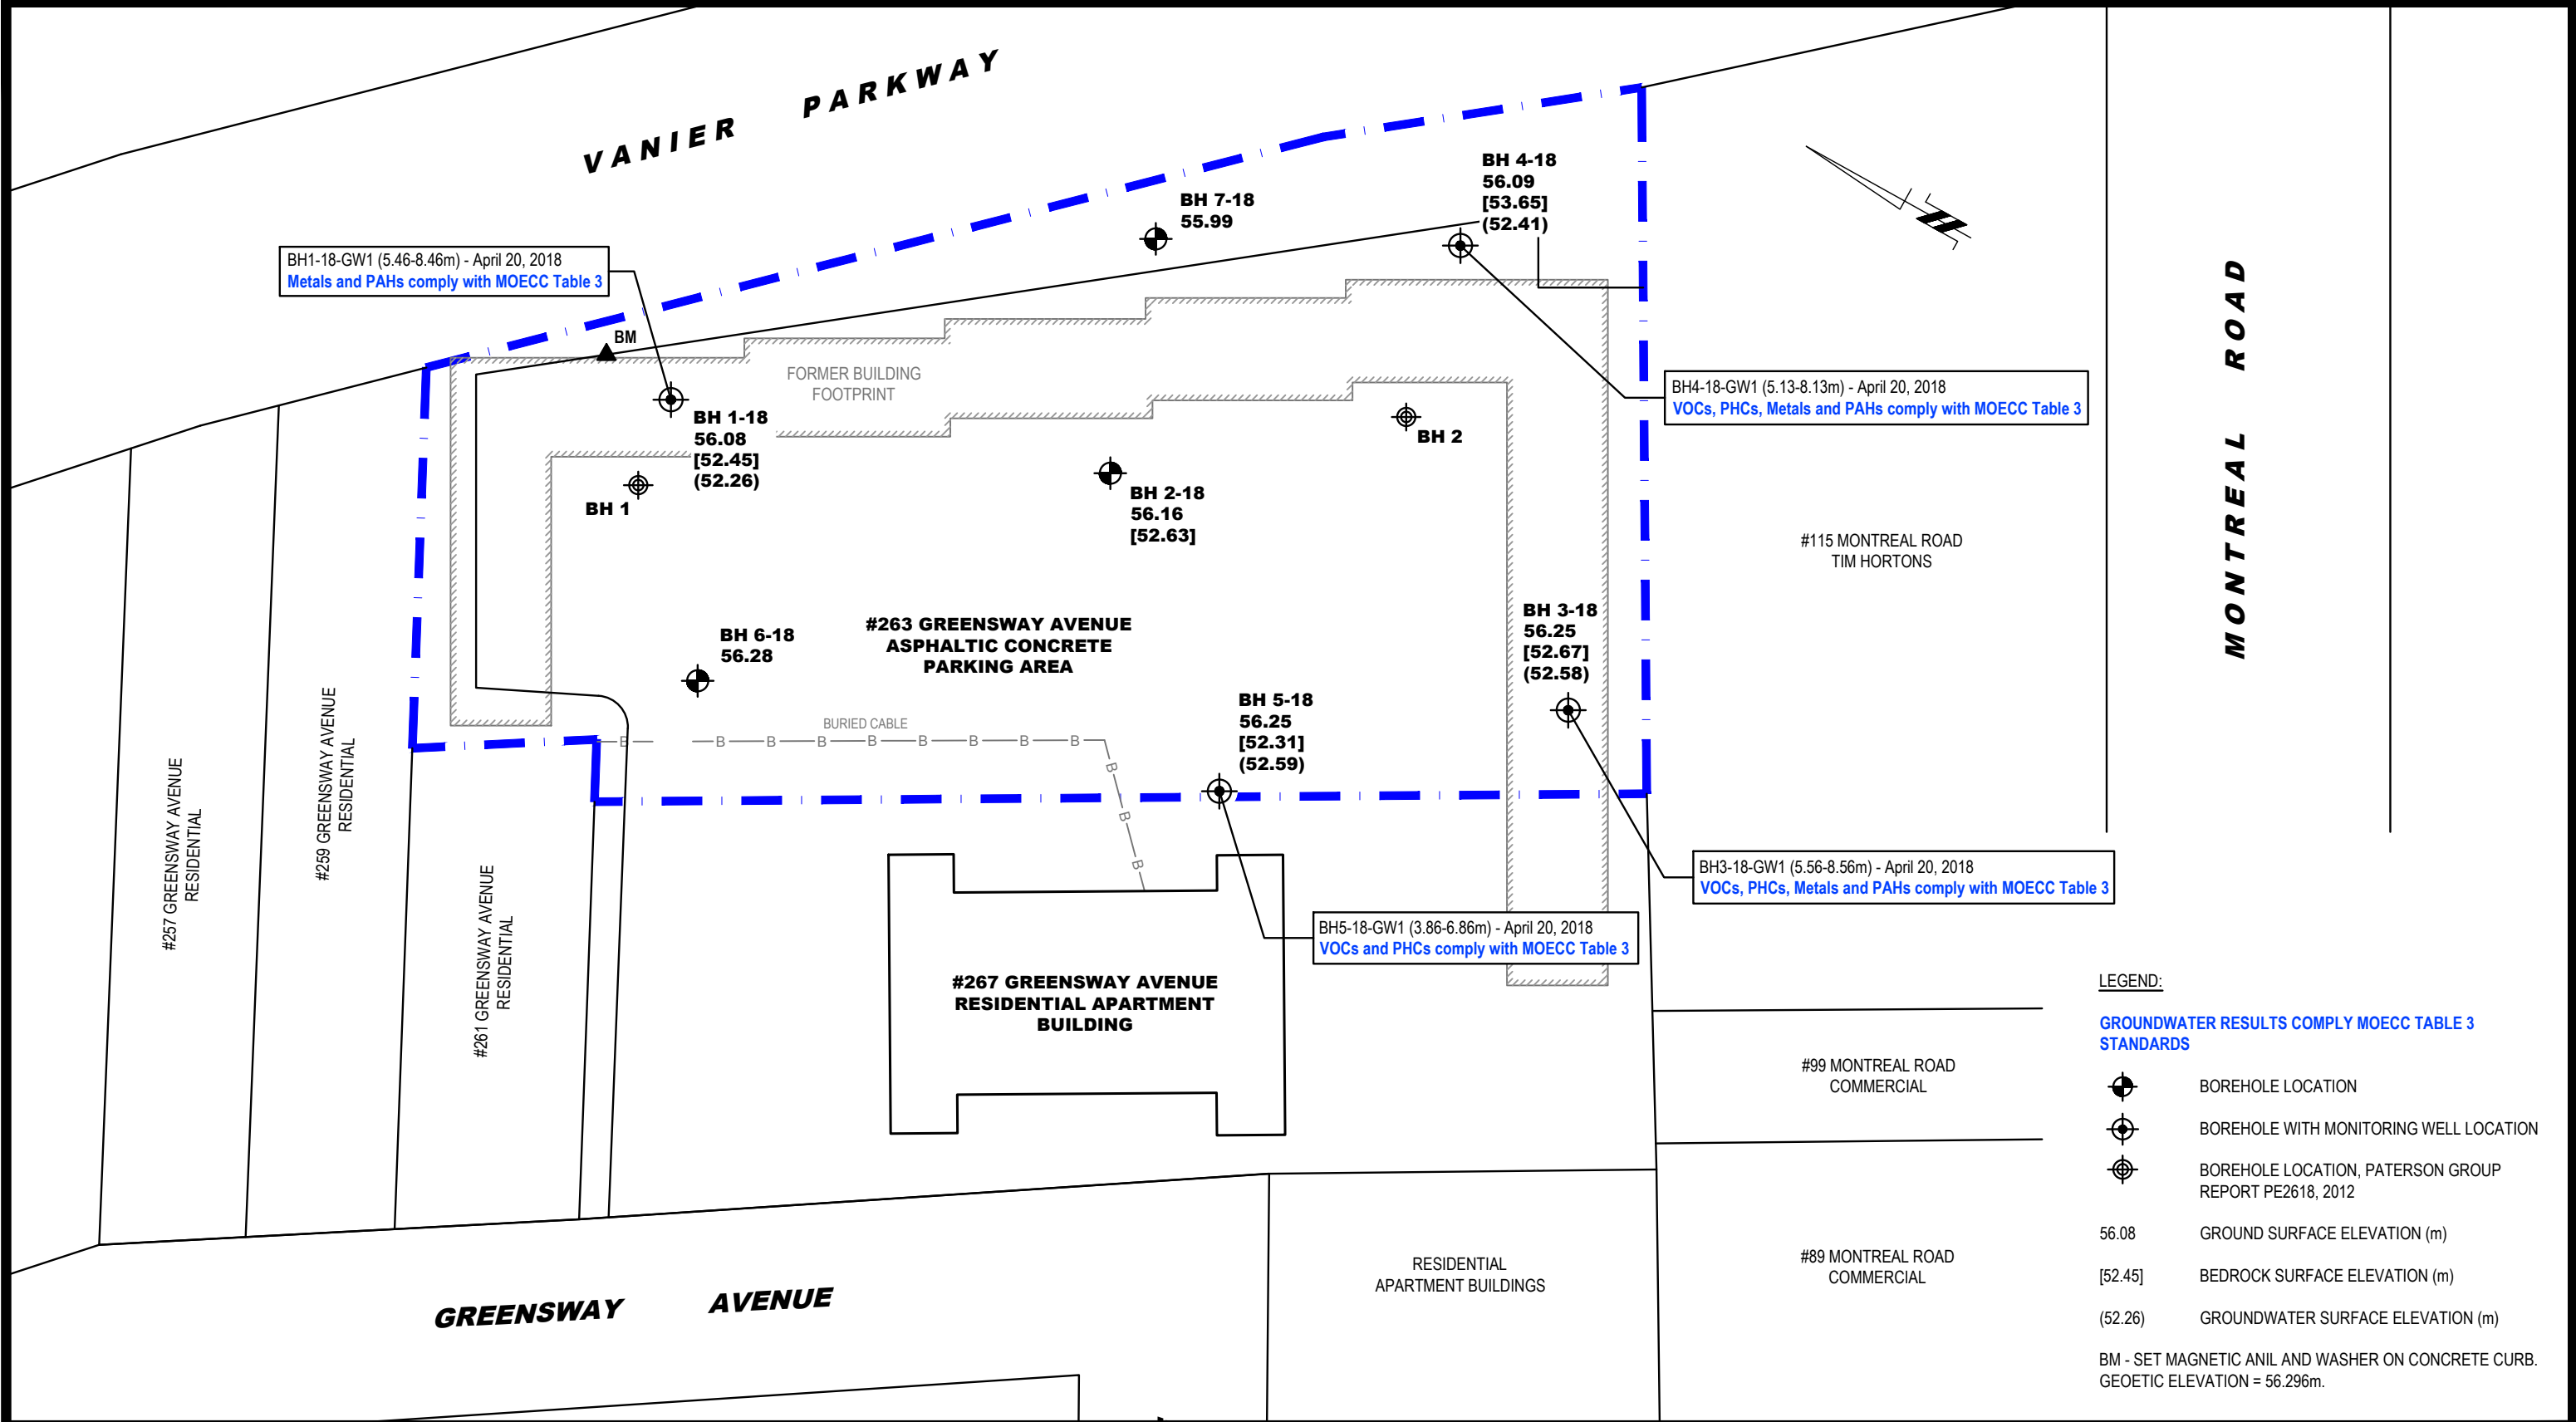 VANIER PARKWAY
BH 4-18
56.09
[53.65]
(52.41)
BH 7-18
55.99
BH1-18-GW1 (5.46-8.46m) - April 20, 2018
Metals and PAHs comply with MOECC Table 3
BM
FORMER BUILDING
FOOTPRINT
BH4-18-GW1 (5.13-8.13m) - April 20, 2018
VOCs, PHCs, Metals and PAHs comply with MOECC Table 3
MONTREAL ROAD
BH 1-18
56.08
[52.45]
(52.26)
BH 2
BH 1
BH 2-18
56.16
[52.63]
#115 MONTREAL ROAD
TIM HORTONS
BH 3-18
56.25
[52.67]
(52.58)
#263 GREENSWAY AVENUE
ASPHALTIC CONCRETE
PARKING AREA
BH 6-18
56.28
BH 5-18
56.25
[52.31]
(52.59)
BURIED CABLE
B B B B B B B B B
B
B
B
#257 GREENSWAY AVENUE
RESIDENTIAL
#259 GREENSWAY AVENUE
RESIDENTIAL
#261 GREENSWAY AVENUE
RESIDENTIAL
BH3-18-GW1 (5.56-8.56m) - April 20, 2018
VOCs, PHCs, Metals and PAHs comply with MOECC Table 3
BH5-18-GW1 (3.86-6.86m) - April 20, 2018
VOCs and PHCs comply with MOECC Table 3
#267 GREENSWAY AVENUE
RESIDENTIAL APARTMENT
BUILDING
#99 MONTREAL ROAD
COMMERCIAL
#89 MONTREAL ROAD
COMMERCIAL
RESIDENTIAL
APARTMENT BUILDINGS
GREENSWAY AVENUE
LEGEND:
GROUNDWATER RESULTS COMPLY MOECC TABLE 3
STANDARDS
BOREHOLE LOCATION
BOREHOLE WITH MONITORING WELL LOCATION
BOREHOLE LOCATION, PATERSON GROUP
REPORT PE2618, 2012
56.08 GROUND SURFACE ELEVATION (m)
[52.45] BEDROCK SURFACE ELEVATION (m)
(52.26) GROUNDWATER SURFACE ELEVATION (m)
BM - SET MAGNETIC ANIL AND WASHER ON CONCRETE CURB.
GEOETIC ELEVATION = 56.296m.